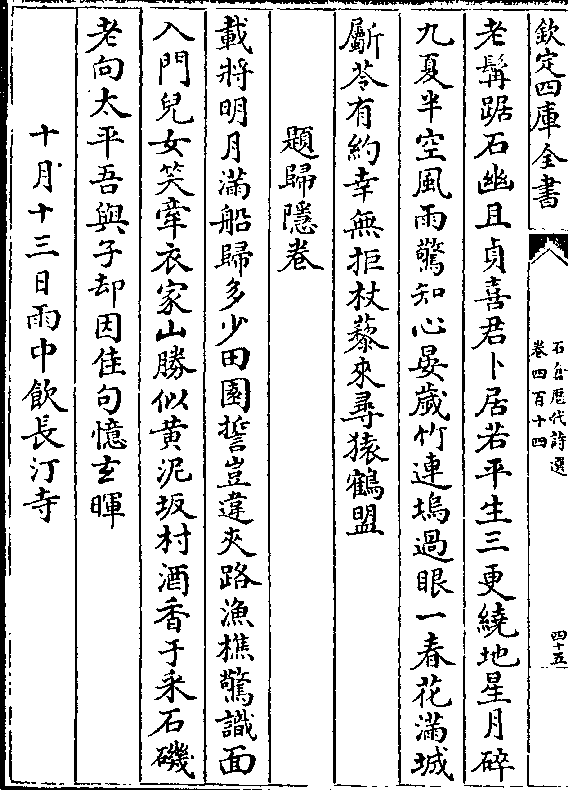 欽定四庫全書
石倉歷代詩選
卷四百十四
四十五
老髯踞石幽且貞喜君卜居若平生三更繞地星月碎
九夏半空風雨驚知心晏歲竹連塢過眼一春花滿城
斸苓有約幸無拒杖藜來尋猿鶴盟
題歸隱卷
載將明月滿船歸多少田園誓豈違夾路漁樵驚識面
入門兒女笑牽衣家山勝似黄泥坂村酒香于采石磯
老向太平吾與子却因佳句憶玄暉
十月十三日雨中飲長汀寺